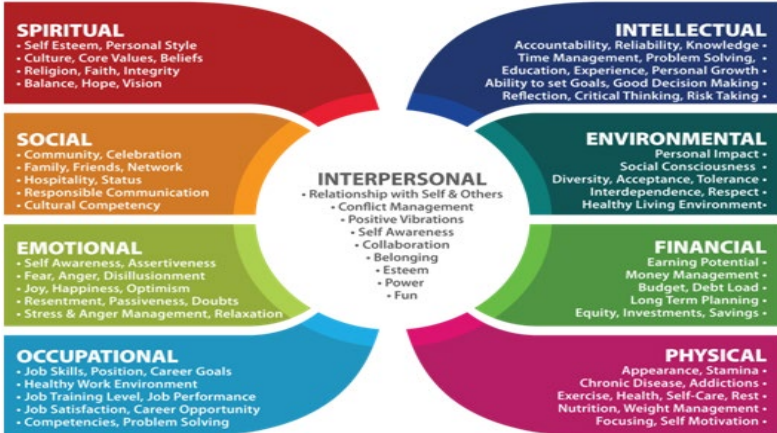 SPIRITUAL
• Self Esteem, Personal Style
• Culture, Core Values, Beliefs
• Religion, Faith, Integrity
• Balance, Hope, Vision
SOCIAL
• Community, Celebration
• Family, Friends, Network
• Hospitality, Status
• Responsible Communication
• Cultural Competency
EMOTIONAL
• Self Awareness, Assertiveness
• Fear, Anger, Disillusionment
• Joy, Happiness, Optimism
• Resentment, Passiveness, Doubts
• Stress & Anger Management, Relaxation
OCCUPATIONAL
• Job Skills, Position, Career Goals
• Healthy Work Environment
• Job Training Level, Job Performance
• Job Satisfaction, Career Opportunity
• Competencies, Problem Solving
INTERPERSONAL
• Relationship with Self & Others
• Conflict Management
• Positive Vibrations
• Self Awareness
• Collaboration
• Belonging
• Esteem
• Power
• Fun
INTELLECTUAL
Accountability, Reliability, Knowledge •
Time Management, Problem Solving, •
Education, Experience, Personal Growth •
Ability to set Goals, Good Decision Making •
Reflection, Critical Thinking, Risk Taking •
ENVIRONMENTAL
Personal Impact •
Social Consciousness •
Diversity, Acceptance, Tolerance •
Interdependence, Respect •
Healthy Living Environment•
FINANCIAL
Earning Potential •
Money Management •
Budget, Debt Load •
Long Term Planning •
Equity, Investments, Savings •
PHYSICAL
Appearance, Stamina •
Chronic Disease, Addictions •
Exercise, Health, Self-Care, Rest •
Nutrition, Weight Management •
Focusing, Self Motivation •